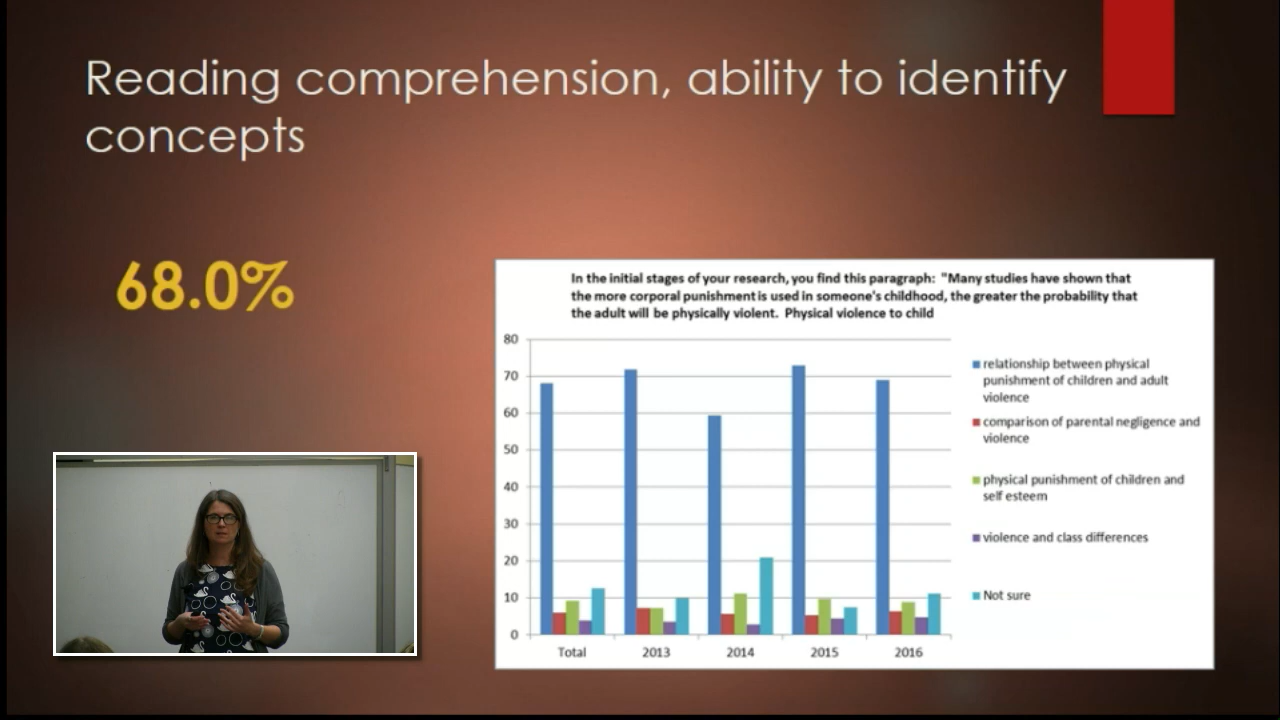 Reading comprehension, ability to identify
concepts
68.0%
In the initial stages of your research, you find this paragraph: "Many studies have shown that
the more corporal punishment is used in someone's childhood, the greater the probability that
the adult will be physically violent. Physical violence to child
80
70
60
50
40
30
20
10
0
Total 2013 2014 2015 2016
relationship between physical
punishment of children and adult
violence
comparison of parental negligence and
violence
physical punishment of children and
self esteem
violence and class differences
Not sure